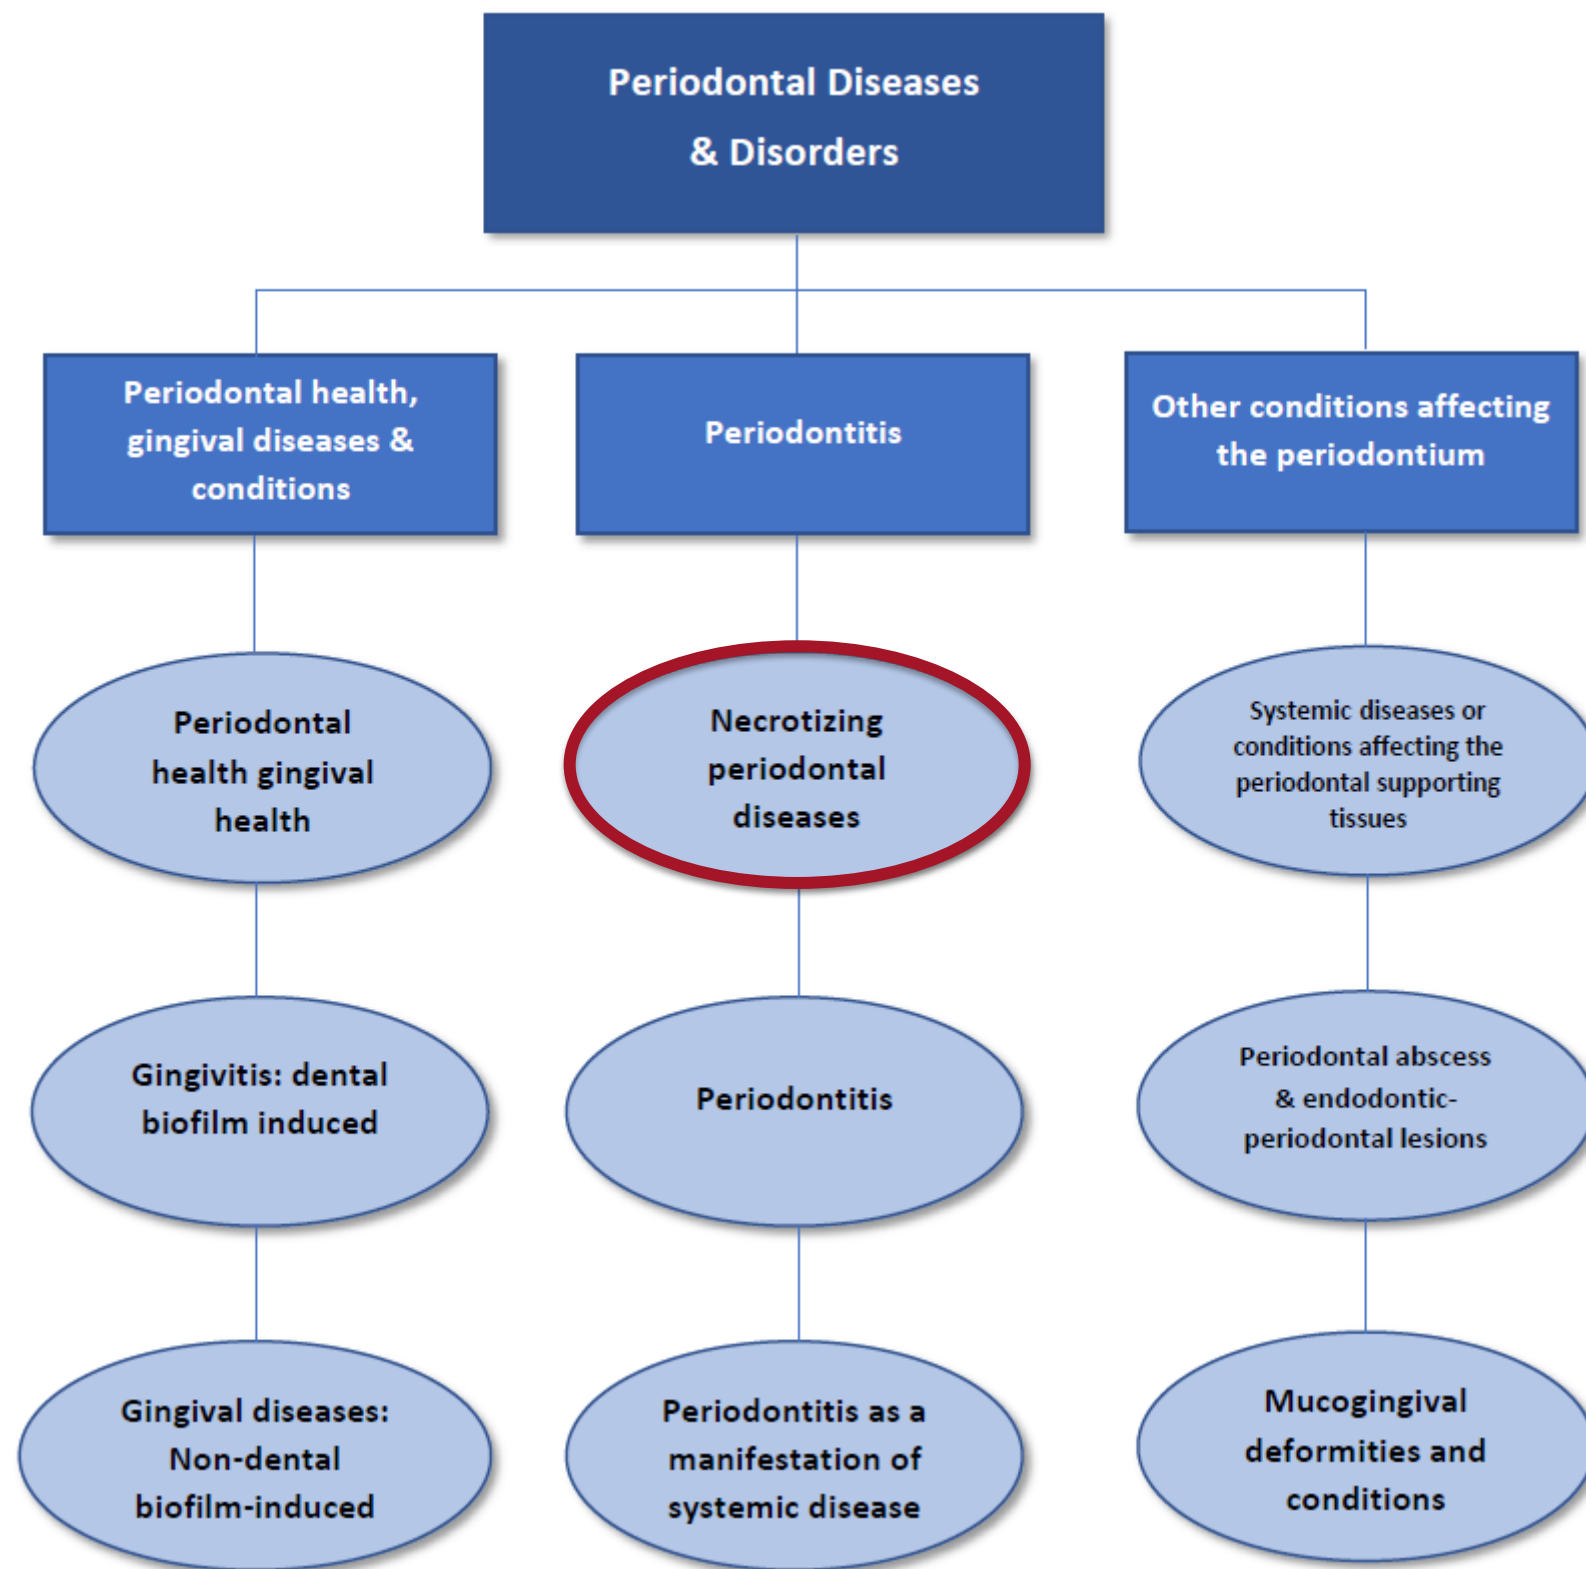 Periodontal Diseases
& Disorders
Periodontal health,
gingival diseases &
conditions
Periodontitis
Other conditions affecting
the periodontium
Periodontal
health gingival
health
Necrotizing
periodontal
diseases
Systemic diseases or
conditions affecting the
periodontal supporting
tissues
Gingivitis: dental
biofilm induced
Periodontitis
Periodontal abscess
& endodontic-
periodontal lesions
Gingival diseases:
Non-dental
biofilm-induced
Periodontitis as a
manifestation of
systemic disease
Mucogingival
deformities and
conditions